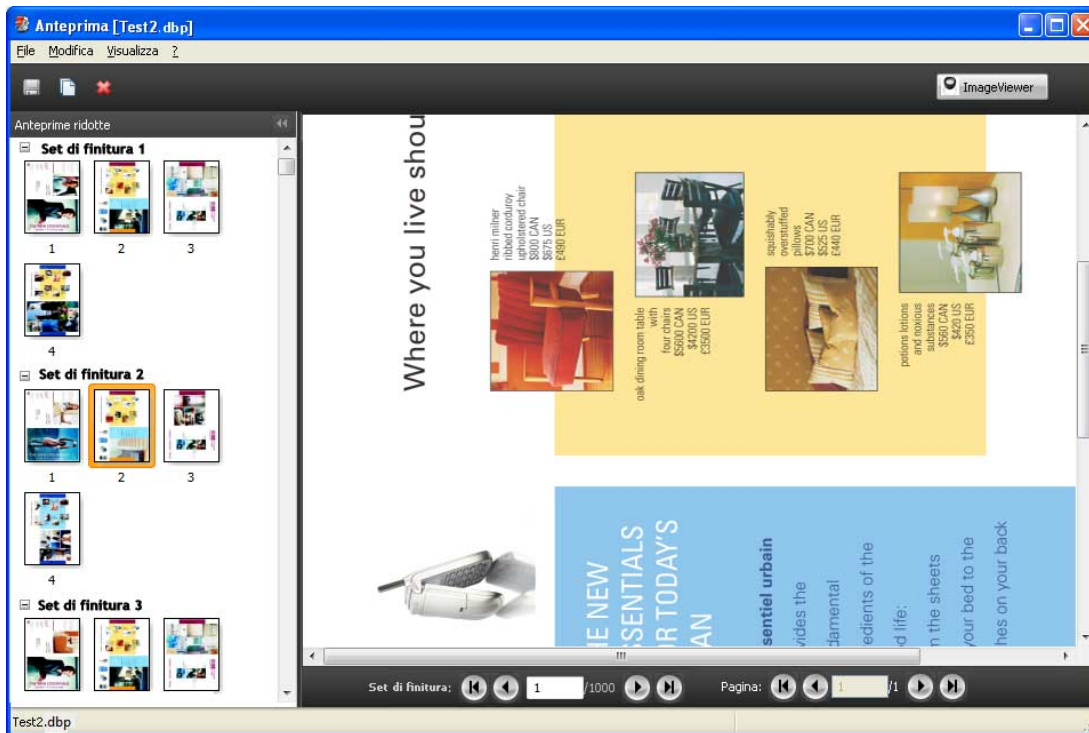 Anteprima [Test2.dbp]
File Modifica Visualizza ?
ImageViewer
Anteprime ridotte
Set di finitura 1
1 2 3
4
Set di finitura 2
1 2 3
4
Set di finitura 3
Where you live shou
henri milner
ribbed corduroy
upholstered chair
$800 CAN
$675 US
£490 EUR
oak dining room table
with
four chairs
$5600 CAN
$4200 US
£3500 EUR
squishably
overstuffed
pillows
$700 CAN
$525 US
£440 EUR
potions lotions
and noxious
substances
$560 CAN
$420 US
£350 EUR
HE NEW
SSENTIALS
OR TODAY'S
AN
sentiel urbain
vides the
damental
edients of the
d life:
n the sheets
your bed to the
hes on your back
Set di finitura: 1 /1000 Pagina: 1 /1
Test2.dbp